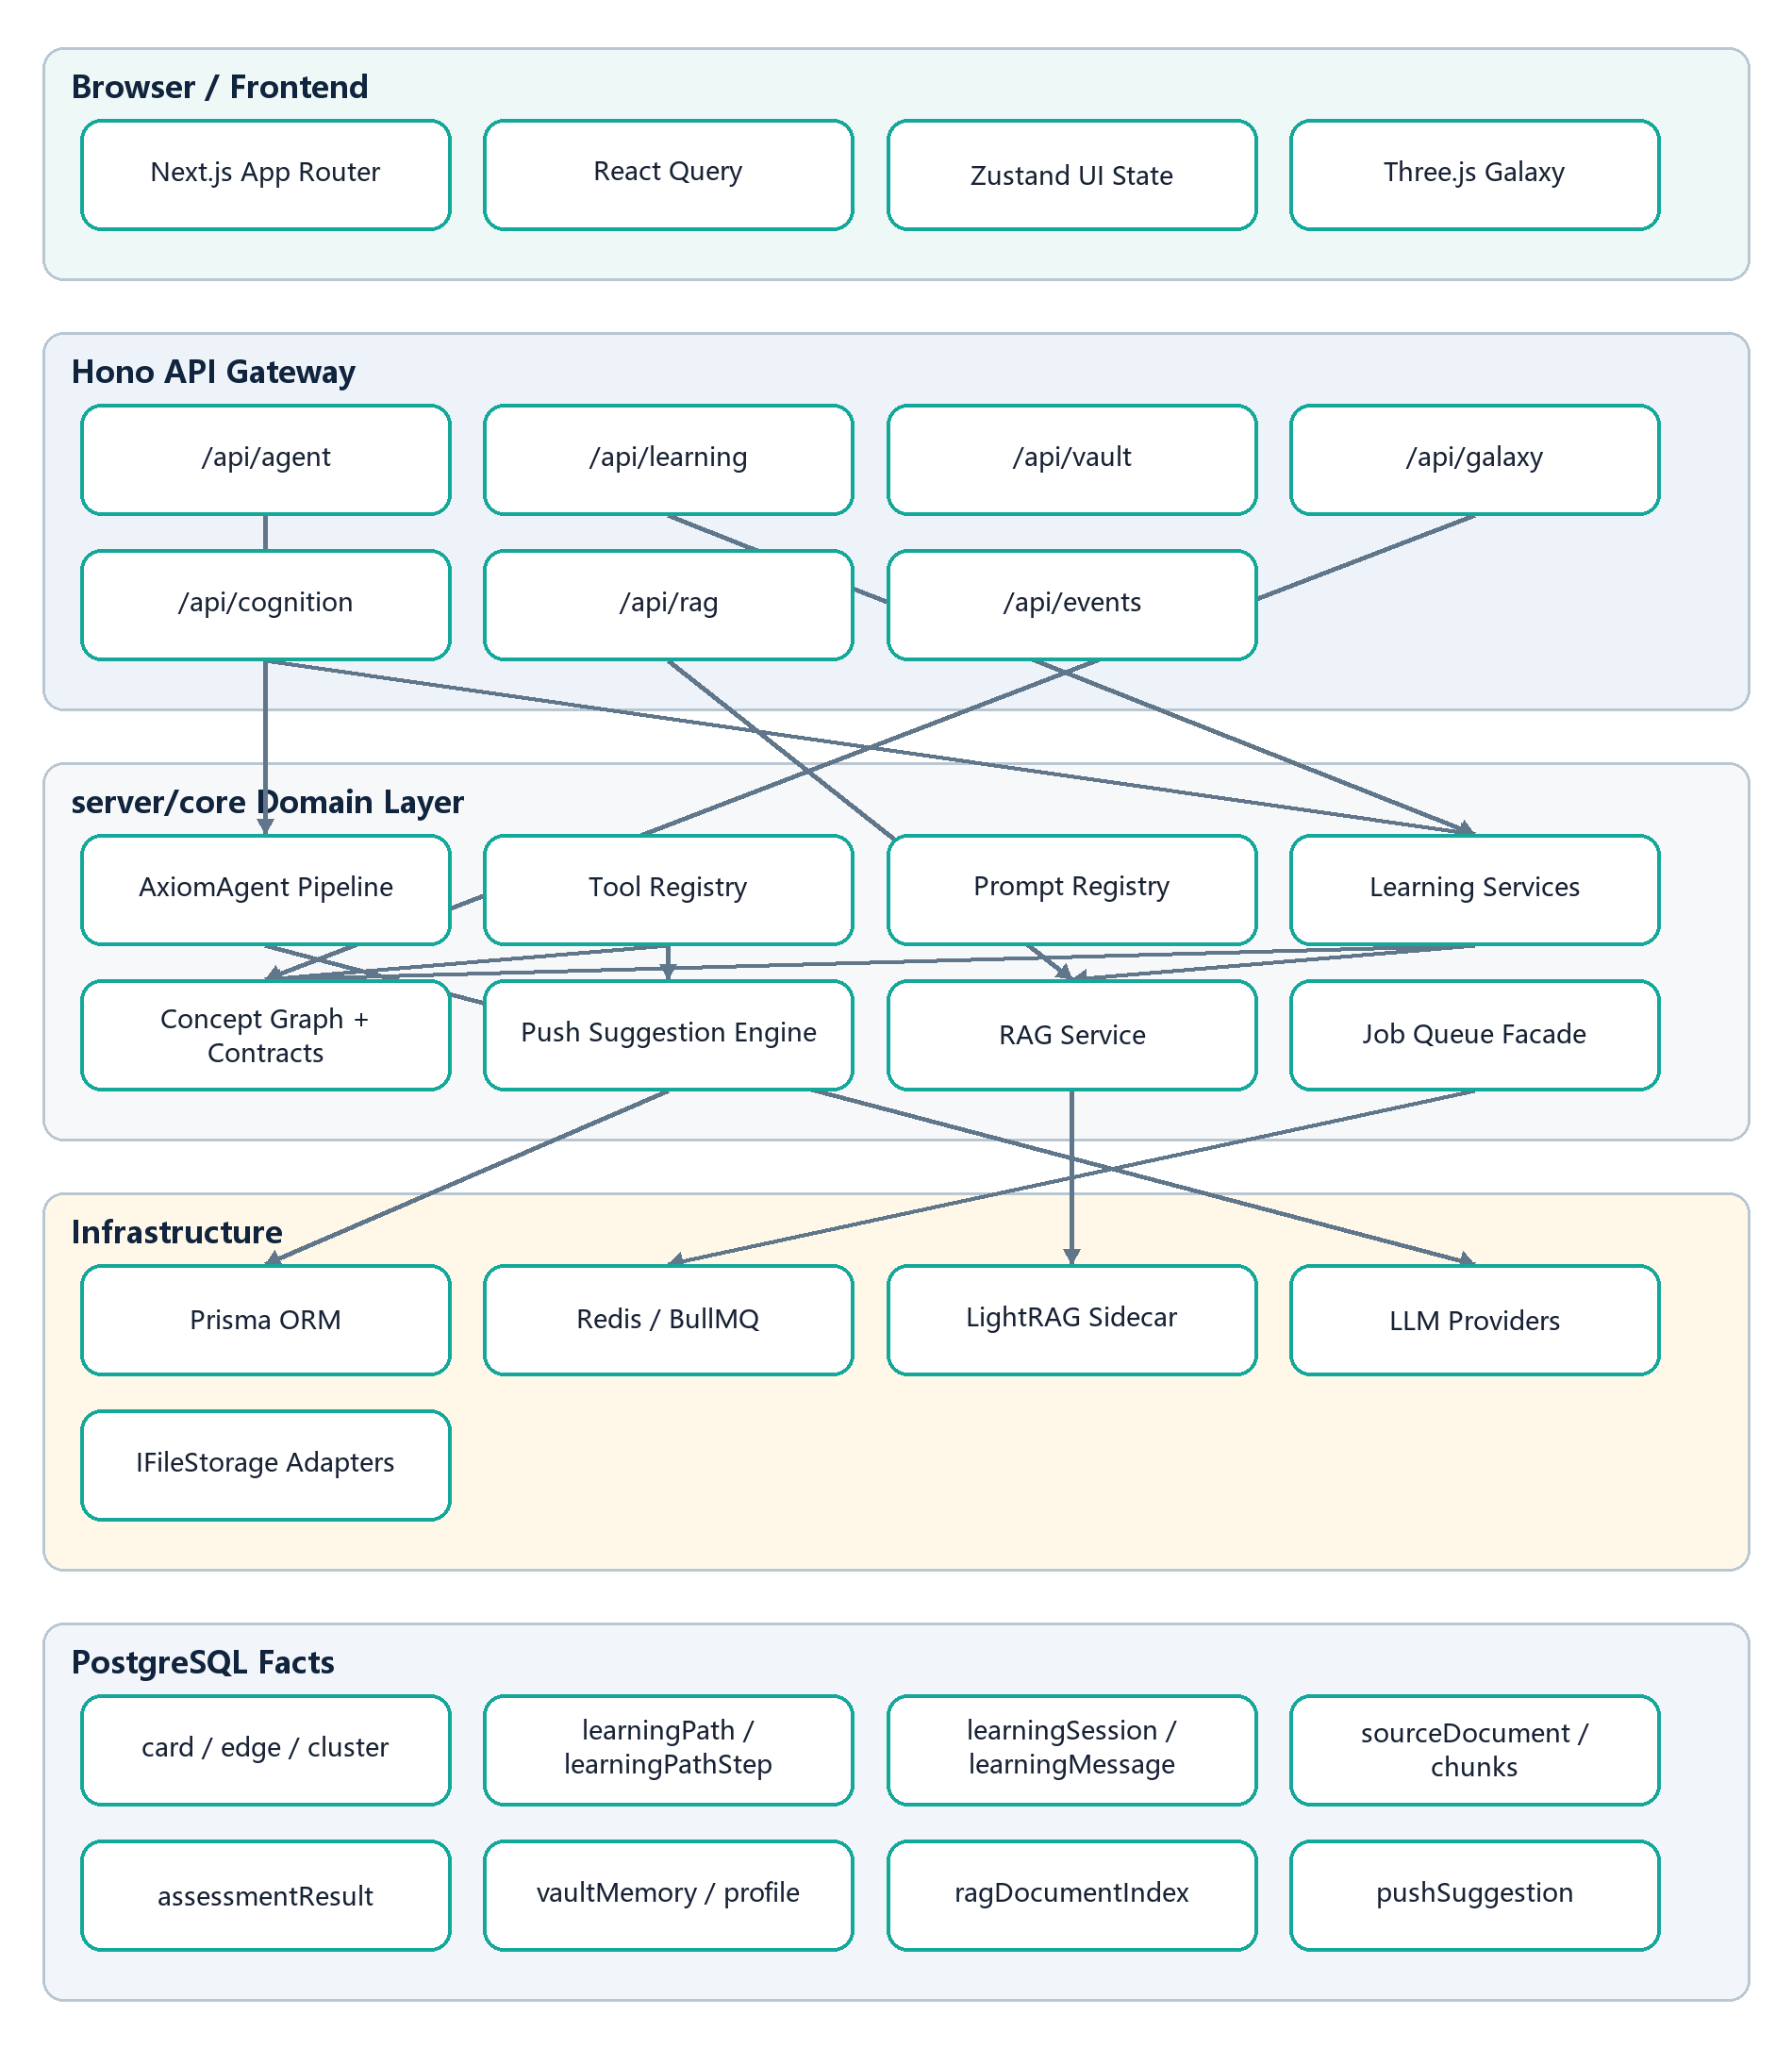 Browser / Frontend
Next.js App Router
React Query
Zustand UI State
Three.js Galaxy
Hono API Gateway
/api/agent
/api/learning
/api/vault
/api/galaxy
/api/cognition
/api/rag
/api/events
server/core Domain Layer
AxiomAgent Pipeline
Tool Registry
Prompt Registry
Learning Services
Concept Graph +
Contracts
Push Suggestion Engine
RAG Service
Job Queue Facade
Infrastructure
Prisma ORM
Redis / BullMQ
LightRAG Sidecar
LLM Providers
IFileStorage Adapters
PostgreSQL Facts
card / edge / cluster
learningPath /
learningPathStep
learningSession /
learningMessage
sourceDocument /
chunks
assessmentResult
vaultMemory / profile
ragDocumentIndex
pushSuggestion